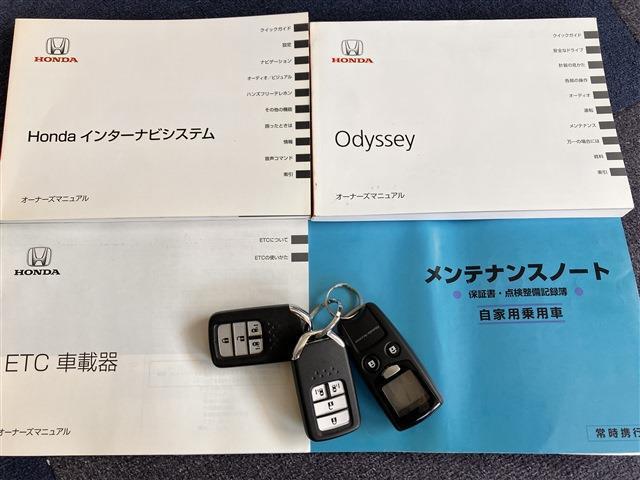 HONDA
クイックガイド
設定
ナビゲーション
オーディオ/ビジュアル
ハンズフリーテレホン
その他の機能
困ったときは
情報
音声コマンド
索引
Honda インターナビシステム
オーナーズマニュアル
HONDA
クイックガイド
安全なドライブ
計器の見かた
各部の操作
オーディオ
運転
メンテナンス
万一の場合には
資料
索引
Odyssey
オーナーズマニュアル
HONDA
ETCについて
ETCの使いかた
ETC 車載器
オーナーズマニュアル
メンテナンスノート
保証書・点検整備記録簿
自家用乗用車
常時携行